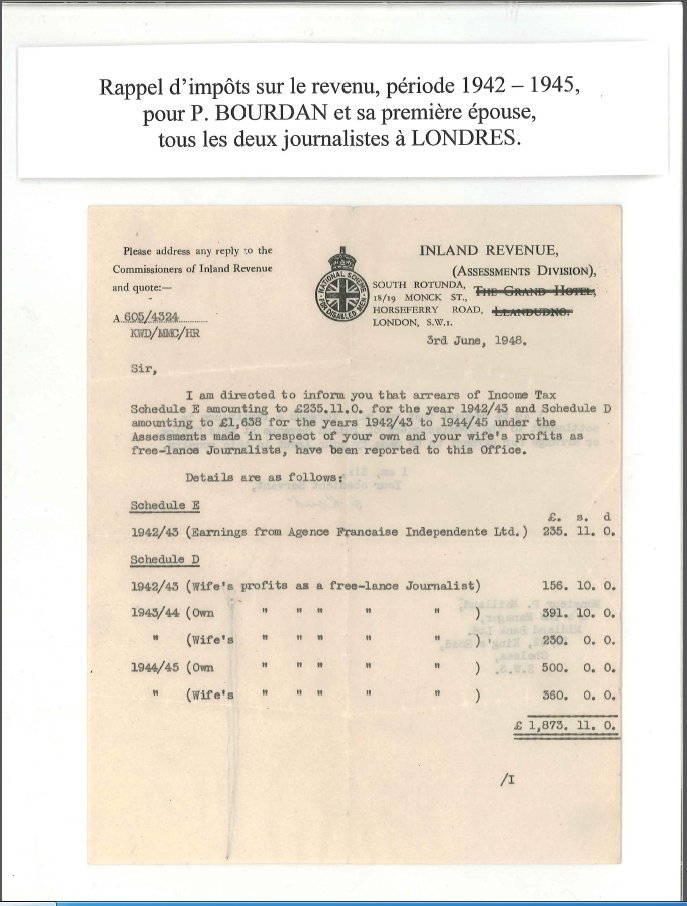 Rappel d'impôts sur le revenu, période 1942 – 1945,
pour P. BOURDAN et sa première épouse,
tous les deux journalistes à LONDRES.
Please address any reply to the
Commissioners of Inland Revenue
and quote:—
A 605/4324
KWD/MMC/HR
NATIONAL SCHEME
FOR DISABLED MEN
INLAND REVENUE,
(ASSESSMENTS DIVISION),
SOUTH ROTUNDA, THE GRAND HOTEL,
18/19 MONCK ST.,
HORSEFERRY ROAD, LLANDUDNO.
LONDON, S.W.1.
3rd June, 1948.
Sir,
I am directed to inform you that arrears of Income Tax
Schedule E amounting to £235.11.0. for the year 1942/43 and Schedule D
amounting to £1,638 for the years 1942/43 to 1944/45 under the
Assessments made in respect of your own and your wife's profits as
free-lance Journalists, have been reported to this Office.
Details are as follows:
Schedule E
£. s. d
1942/43 (Earnings from Agence Francaise Independente Ltd.) 235. 11. 0.
Schedule D
1942/43 (Wife's profits as a free-lance Journalist) 156. 10. 0.
1943/44 (Own " " " " " ) 391. 10. 0.
" (Wife's " " " " " ) 230. 0. 0.
1944/45 (Own " " " " " ) 500. 0. 0.
" (Wife's " " " " " ) 360. 0. 0.
£ 1,873. 11. 0.
/I